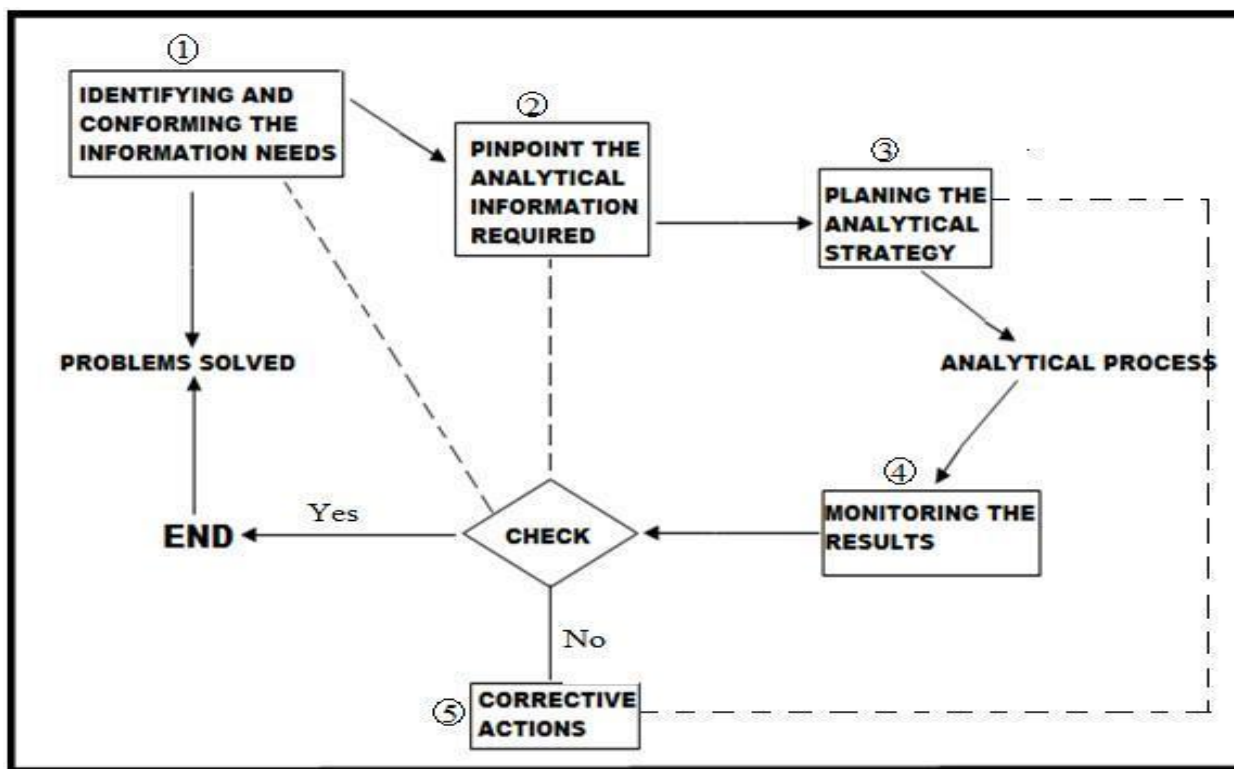 ①
IDENTIFYING AND
CONFORMING THE
INFORMATION NEEDS
②
PINPOINT THE
ANALYTICAL
INFORMATION
REQUIRED
③
PLANING THE
ANALYTICAL
STRATEGY
PROBLEMS SOLVED
ANALYTICAL PROCESS
④
MONITORING THE
RESULTS
CHECK
Yes
END
No
⑤
CORRECTIVE
ACTIONS